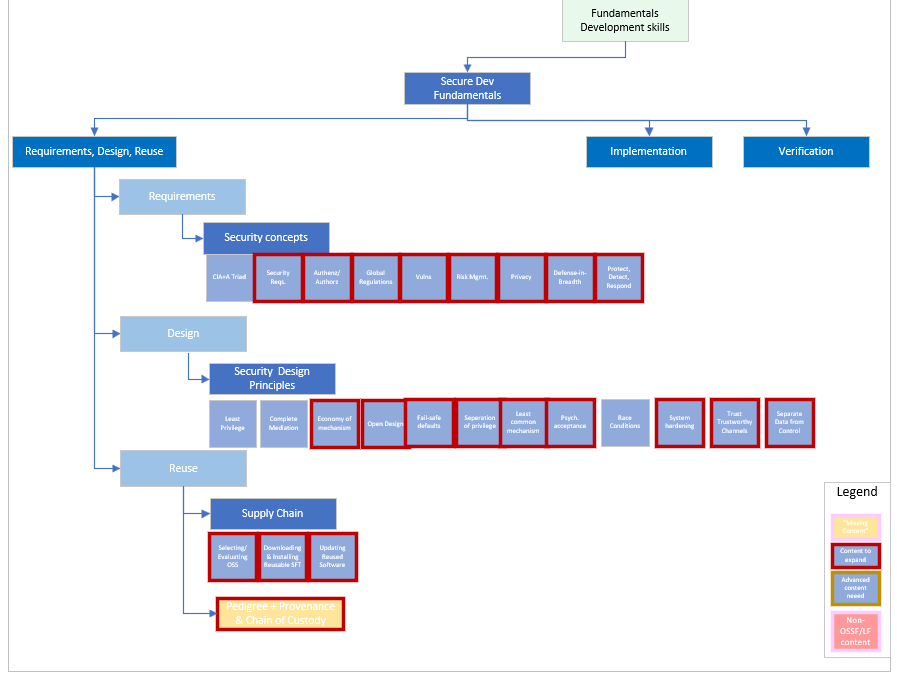 Fundamentals
Development skills
Secure Dev
Fundamentals
Requirements, Design, Reuse
Implementation
Verification
Requirements
Security concepts
CIA+A Triad
Security
Reqs.
Authenz/
Authors
Global
Regulations
Vulns
Risk Mgmt.
Privacy
Defense-in-
Breadth
Protect,
Detect,
Respond
Design
Security Design
Principles
Least
Privilege
Complete
Mediation
Economy of
mechanism
Open Design
Fail-safe
defaults
Seperation
of privilege
Least
common
mechanism
Psych.
acceptance
Race
Conditions
System
hardening
Trust
Trustworthy
Channels
Separate
Data from
Control
Reuse
Supply Chain
Selecting/
Evaluating
OSS
Downloading
& Installing
Reusable SFT
Updating
Reused
Software
Pedigree + Provenance
& Chain of Custody
Legend
"Missing
Content"
Content to
expand
Advanced
content
need
Non-
OSSF/LF
content